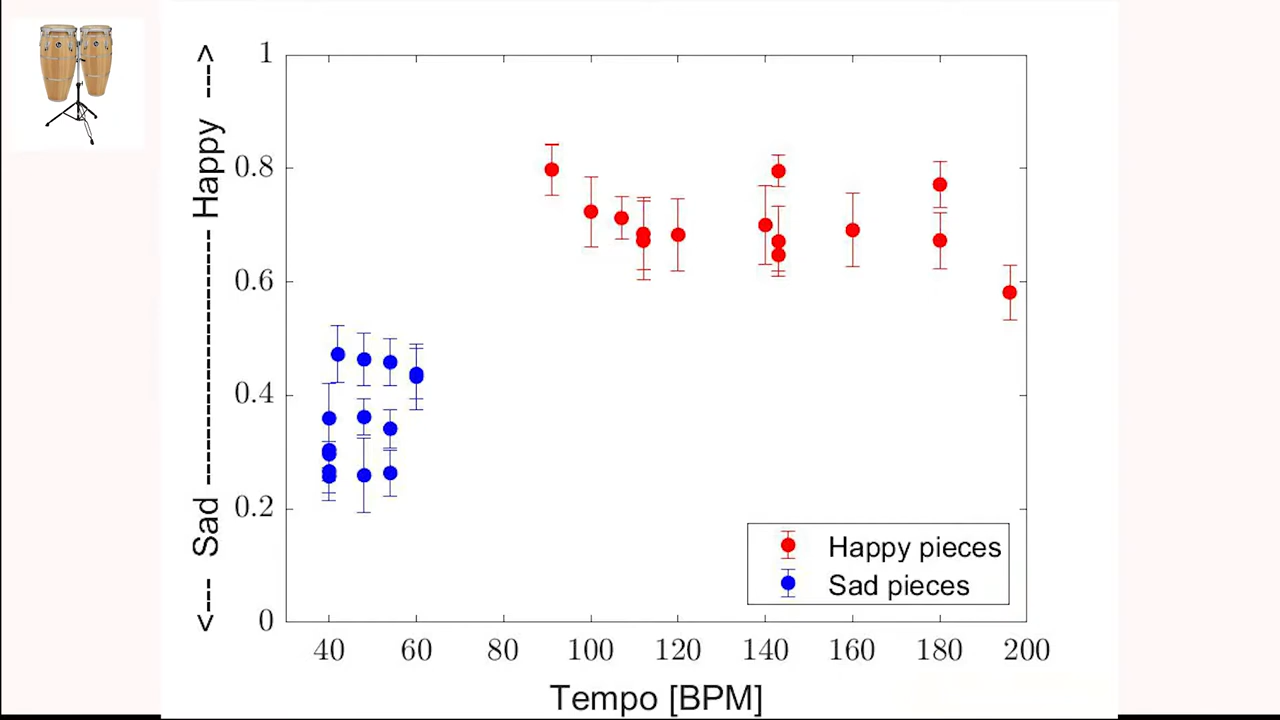 <--- Sad ------------------------ Happy --->
1
0.8
0.6
0.4
0.2
0
40 60 80 100 120 140 160 180 200
Tempo [BPM]
Happy pieces
Sad pieces